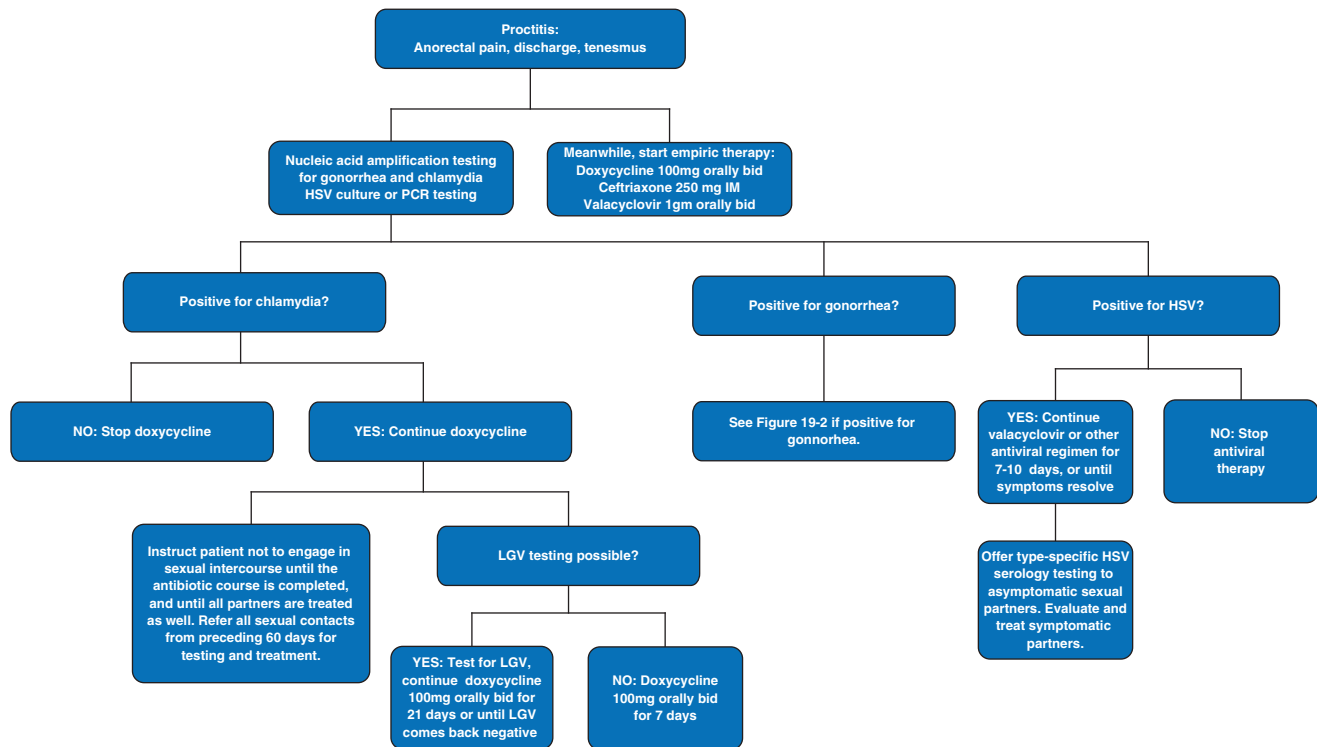 Proctitis:
Anorectal pain, discharge, tenesmus
Nucleic acid amplification testing
for gonorrhea and chlamydia
HSV culture or PCR testing
Meanwhile, start empiric therapy:
Doxycycline 100mg orally bid
Ceftriaxone 250 mg IM
Valacyclovir 1gm orally bid
Positive for chlamydia?
Positive for gonorrhea?
Positive for HSV?
NO: Stop doxycycline
YES: Continue doxycycline
See Figure 19-2 if positive for
gonnorhea.
YES: Continue
valacyclovir or other
antiviral regimen for
7-10 days, or until
symptoms resolve
NO: Stop
antiviral
therapy
Instruct patient not to engage in
sexual intercourse until the
antibiotic course is completed,
and until all partners are treated
as well. Refer all sexual contacts
from preceding 60 days for
testing and treatment.
LGV testing possible?
Offer type-specific HSV
serology testing to
asymptomatic sexual
partners. Evaluate and
treat symptomatic
partners.
YES: Test for LGV,
continue doxycycline
100mg orally bid for
21 days or until LGV
comes back negative
NO: Doxycycline
100mg orally bid
for 7 days